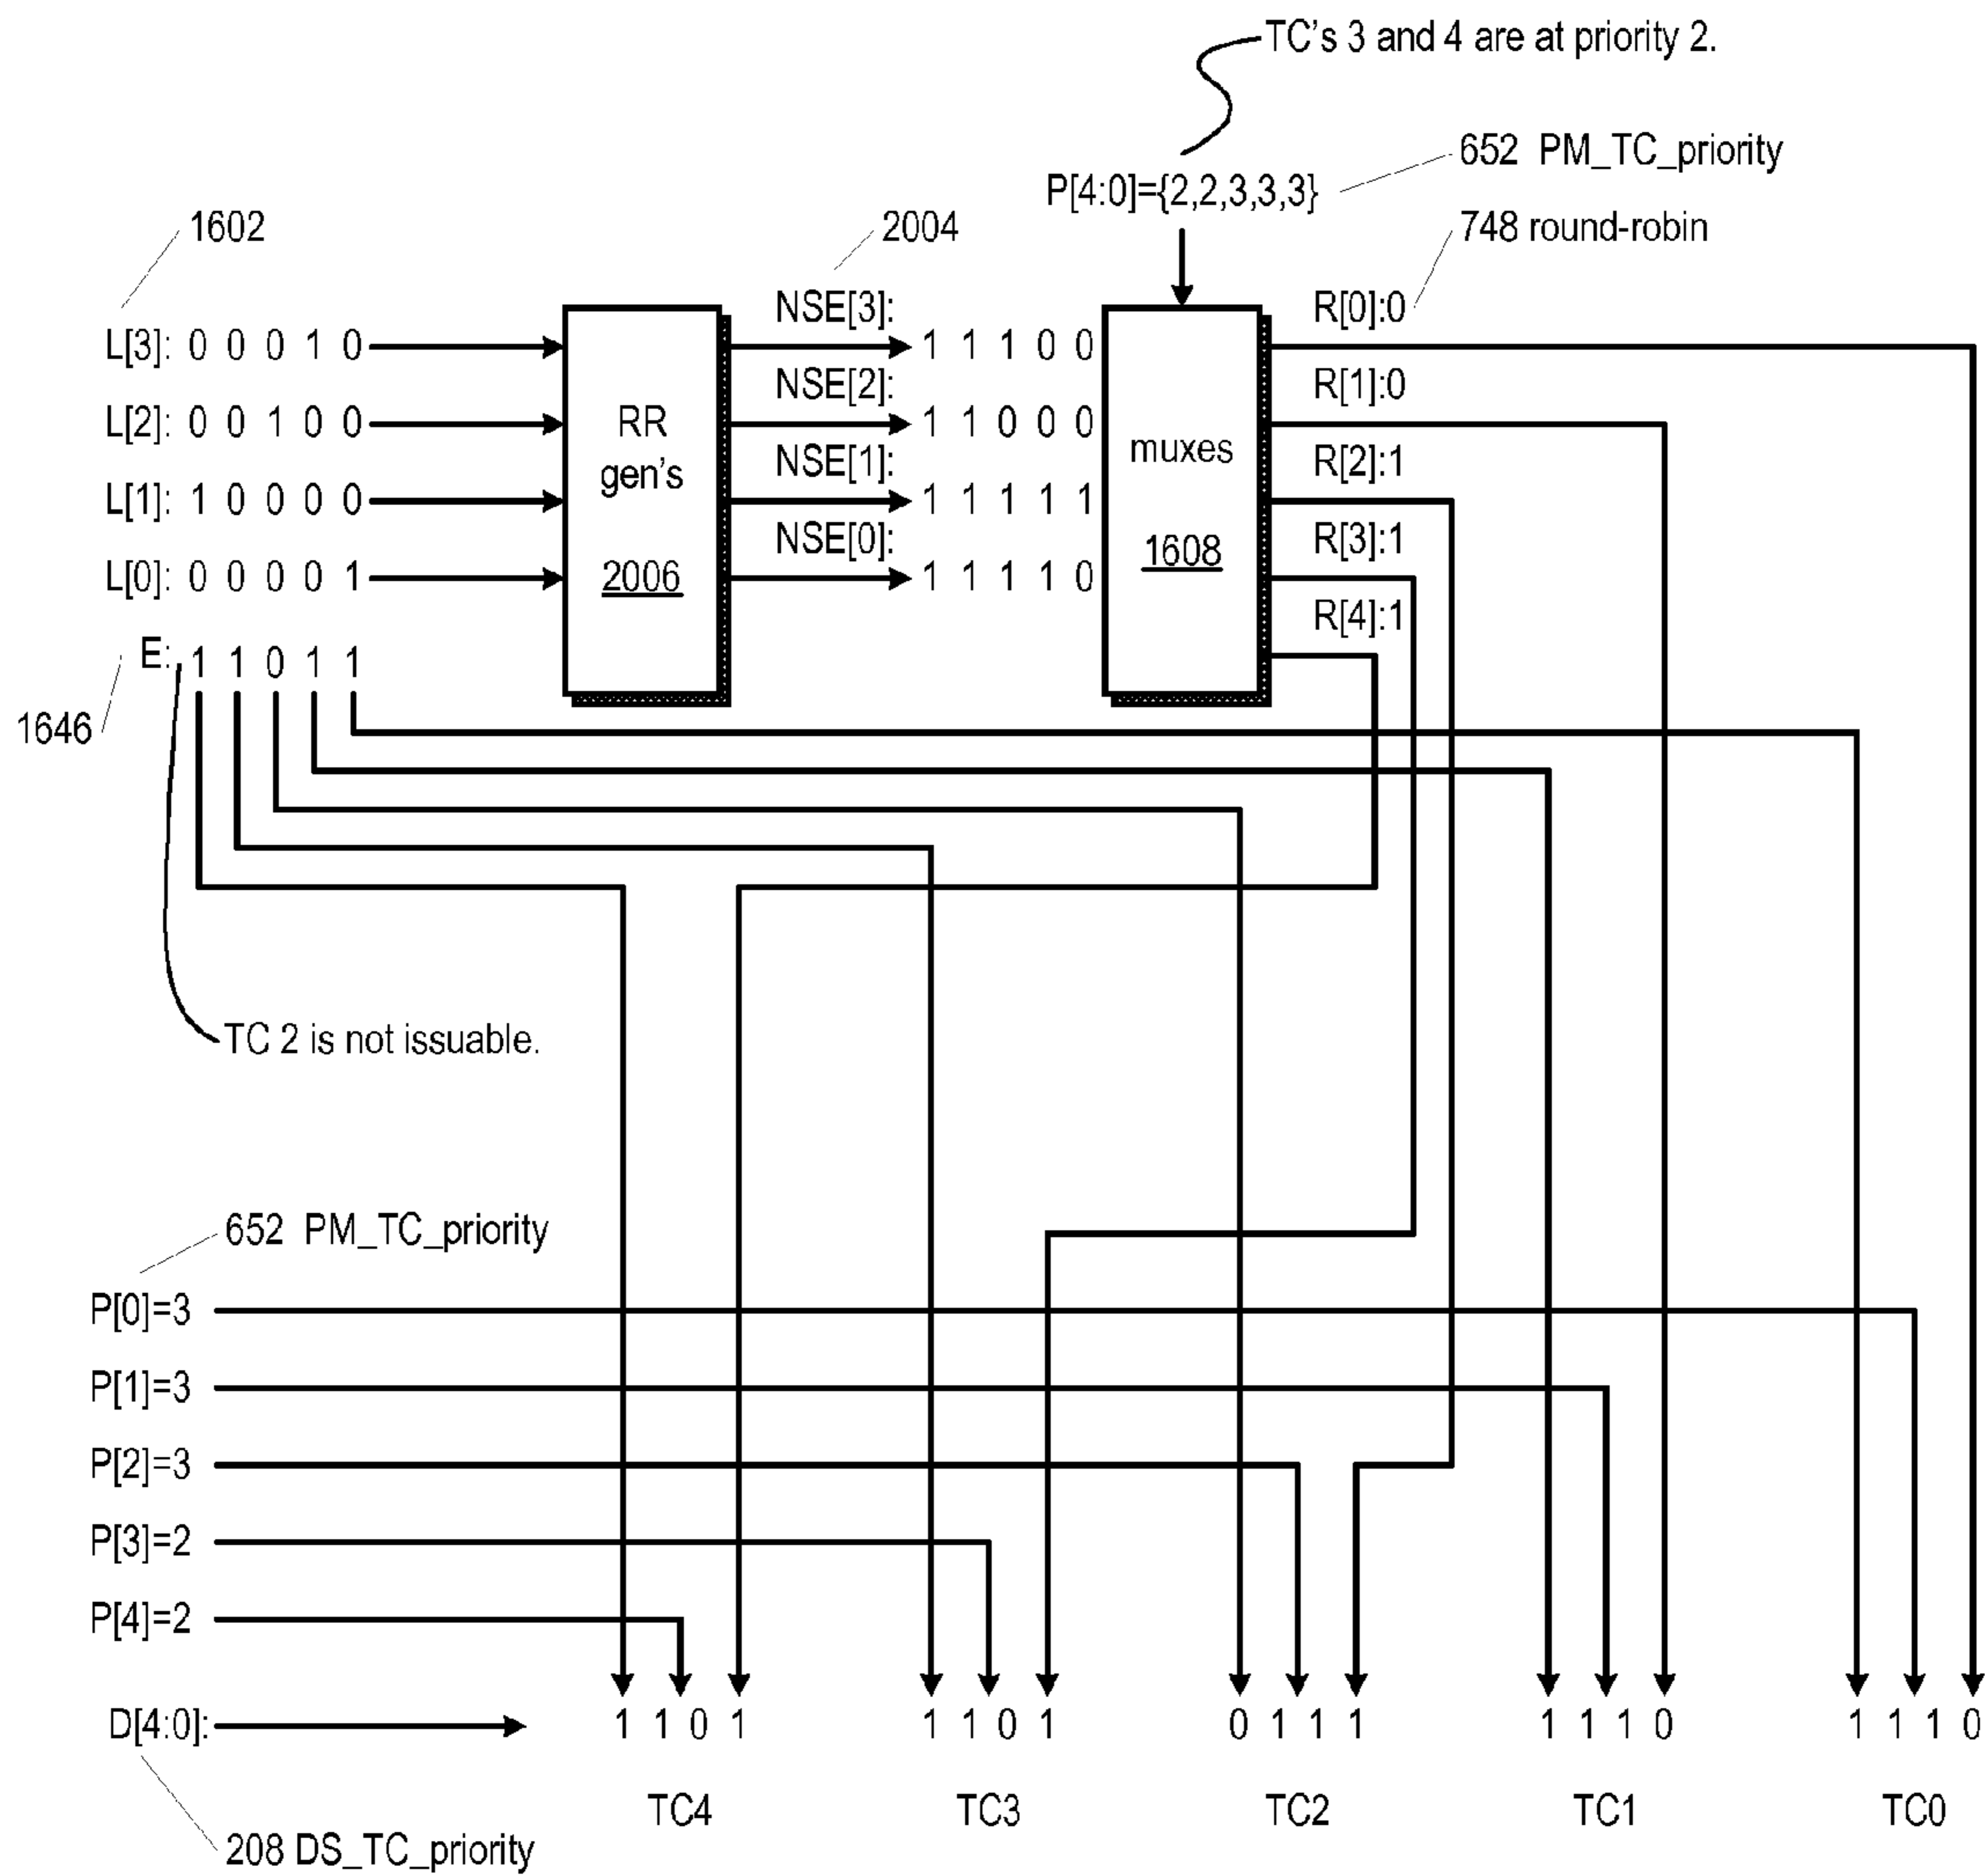 TC's 3 and 4 are at priority 2.
652 PM_TC_priority
P[4:0]={2,2,3,3,3}
1602
2004
748 round-robin
NSE[3]:
R[0]:0
L[3]: 0 0 0 1 0
1 1 1 0 0
NSE[2]:
R[1]:0
L[2]: 0 0 1 0 0
RR
gen's
2006
1 1 0 0 0
muxes
1608
NSE[1]:
R[2]:1
L[1]: 1 0 0 0 0
1 1 1 1 1
NSE[0]:
R[3]:1
L[0]: 0 0 0 0 1
1 1 1 1 0
R[4]:1
E: 1 1 0 1 1
1646
TC 2 is not issuable.
652 PM_TC_priority
P[0]=3
P[1]=3
P[2]=3
P[3]=2
P[4]=2
D[4:0]: 1 1 0 1 1 1 0 1 0 1 1 1 1 1 1 0 1 1 1 0
TC4 TC3 TC2 TC1 TC0
208 DS_TC_priority